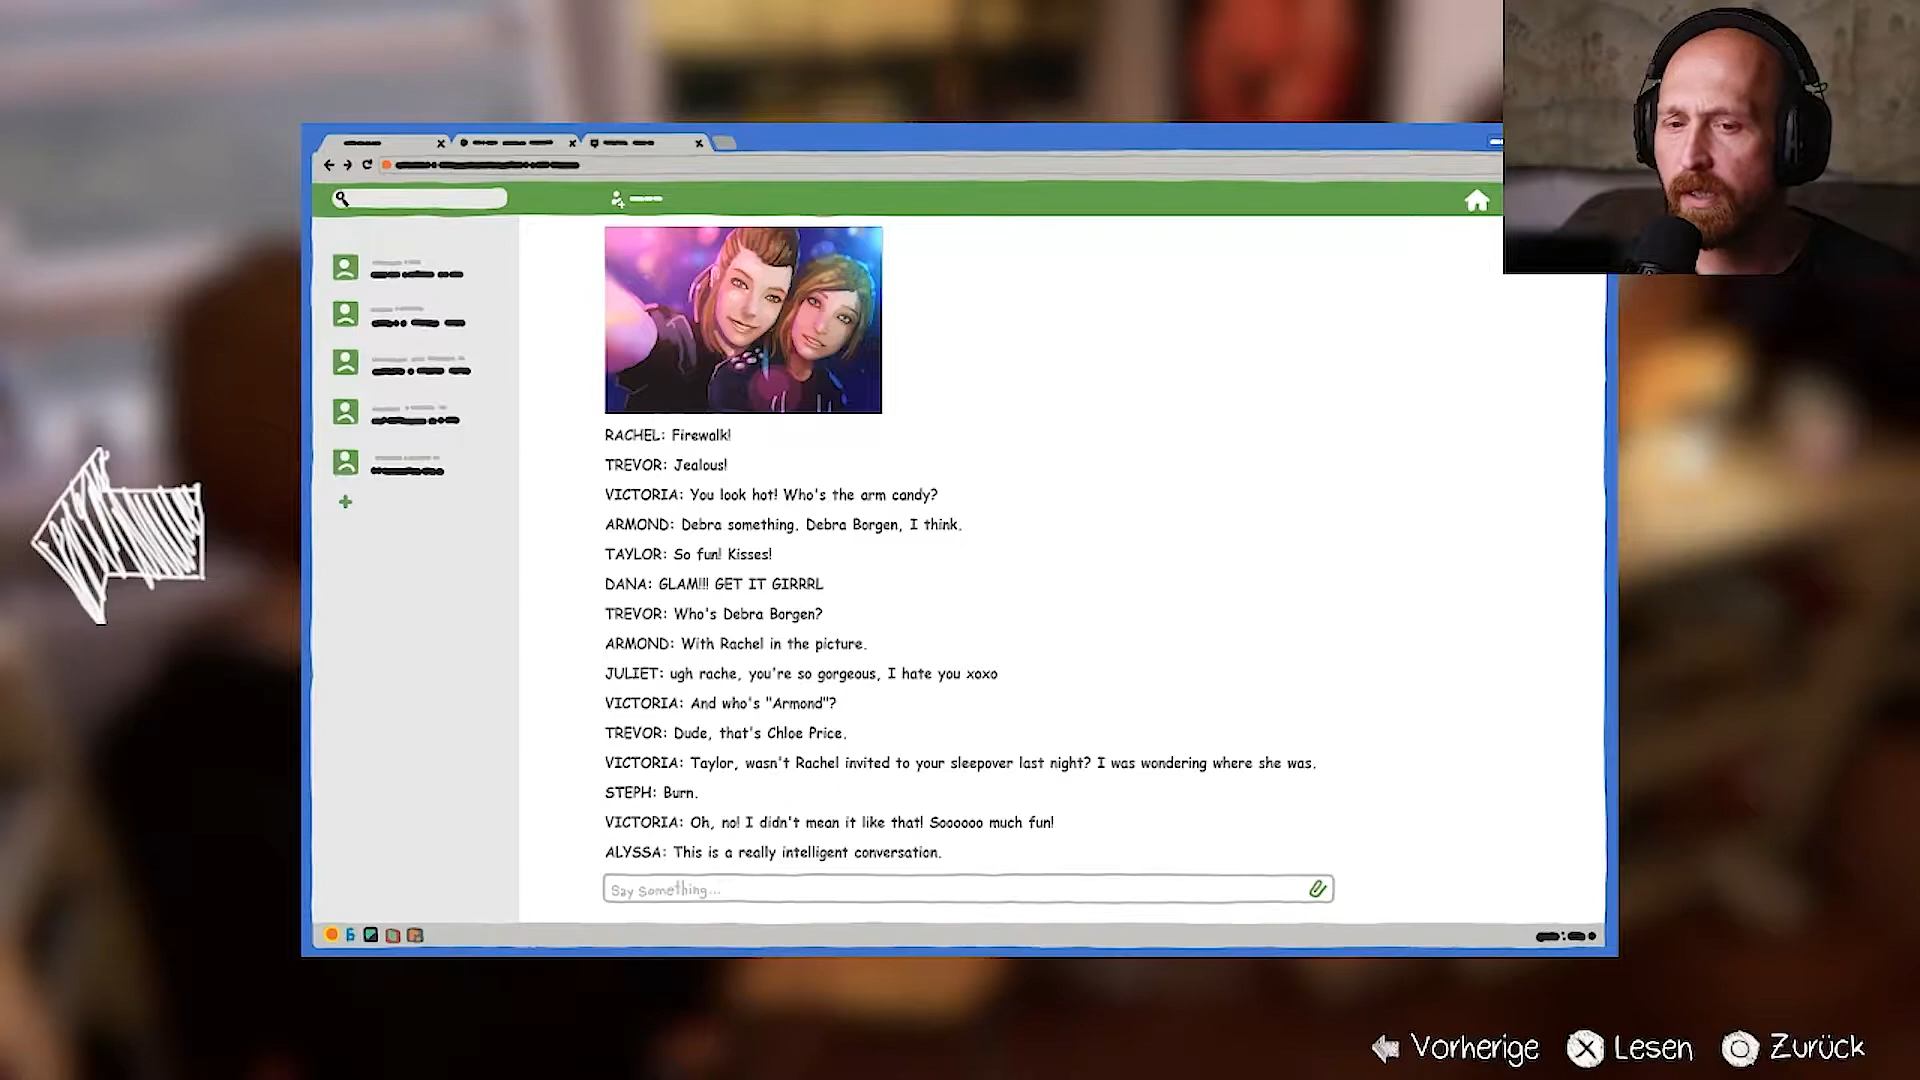 RACHEL: Firewalk!
TREVOR: Jealous!
VICTORIA: You look hot! Who's the arm candy?
ARMOND: Debra something. Debra Borgen, I think.
TAYLOR: So fun! Kisses!
DANA: GLAM!!! GET IT GIRRRL
TREVOR: Who's Debra Borgen?
ARMOND: With Rachel in the picture.
JULIET: ugh rache, you're so gorgeous, I hate you xoxo
VICTORIA: And who's "Armond"?
TREVOR: Dude, that's Chloe Price.
VICTORIA: Taylor, wasn't Rachel invited to your sleepover last night? I was wondering where she was.
STEPH: Burn.
VICTORIA: Oh, no! I didn't mean it like that! Soooooo much fun!
ALYSSA: This is a really intelligent conversation.
Say Something...
Vorherige Lesen Zurück